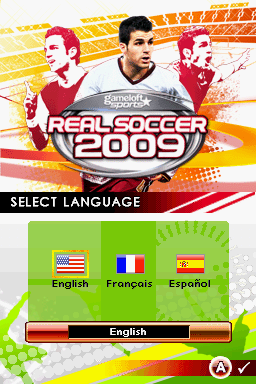 Gameloft
sports
REAL SOCCER
2009
SELECT LANGUAGE
English Français Español
English
A